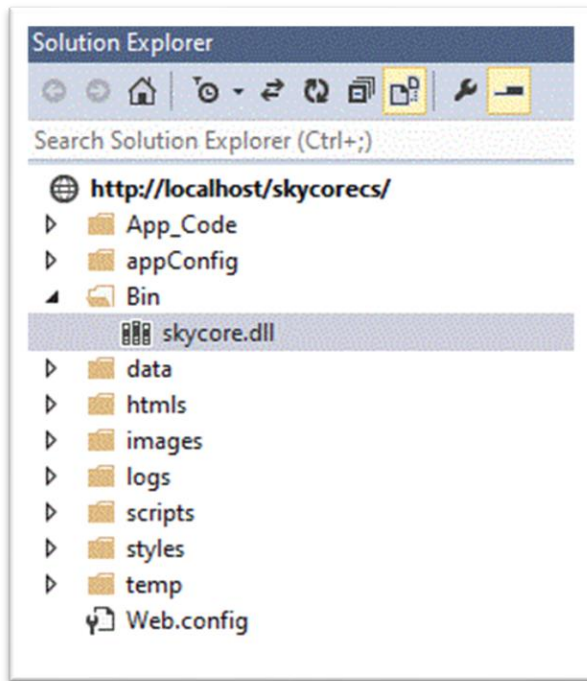 Solution Explorer
Search Solution Explorer (Ctrl+;)
http://localhost/skycorecs/
App_Code
appConfig
Bin
skycore.dll
data
htmls
images
logs
scripts
styles
temp
Web.config